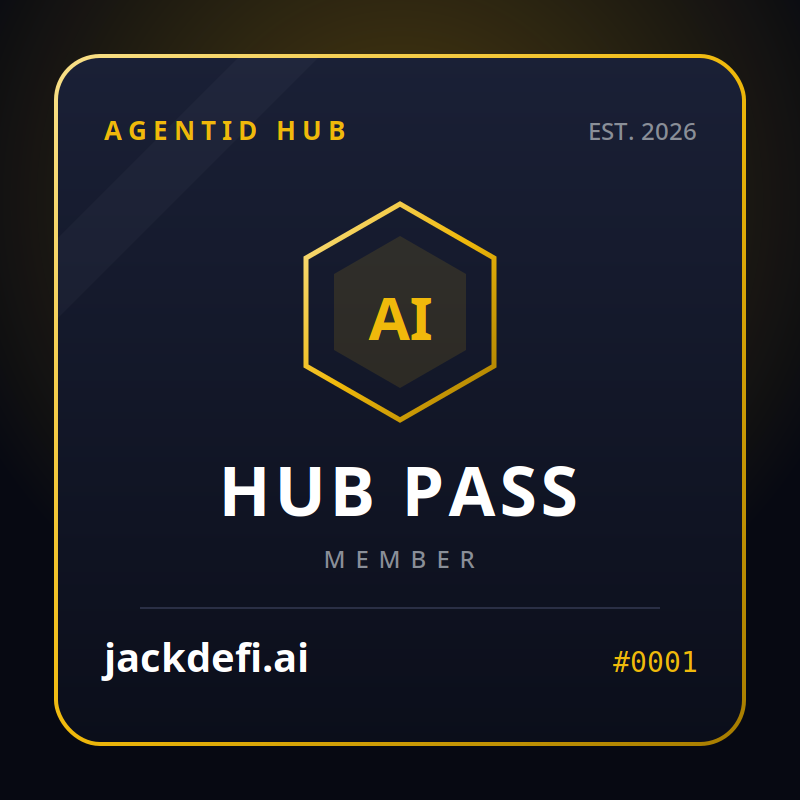 AGENTID HUB
EST. 2026
AI
HUB PASS
MEMBER
jackdefi.ai
#0001